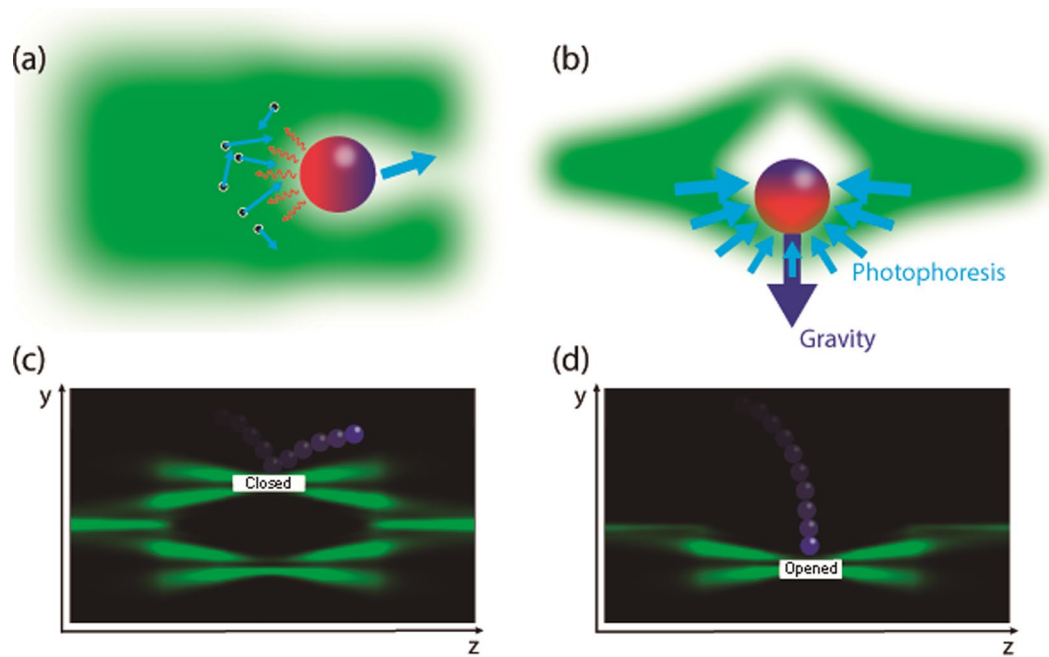 (a)
(b)
Photophoresis
Gravity
(c)
(d)
y
Closed
z
y
Opened
z